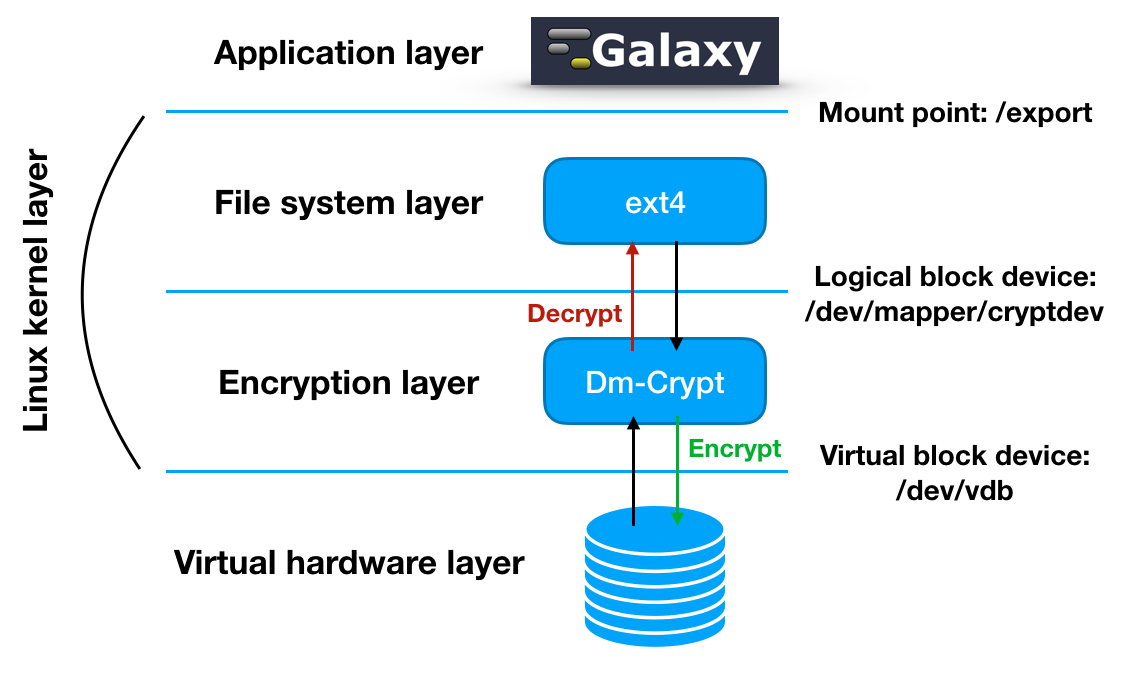 Application layer
Galaxy
Mount point: /export
Linux kernel layer
File system layer
ext4
Logical block device:
/dev/mapper/cryptdev
Decrypt
Encryption layer
Dm-Crypt
Encrypt
Virtual block device:
/dev/vdb
Virtual hardware layer